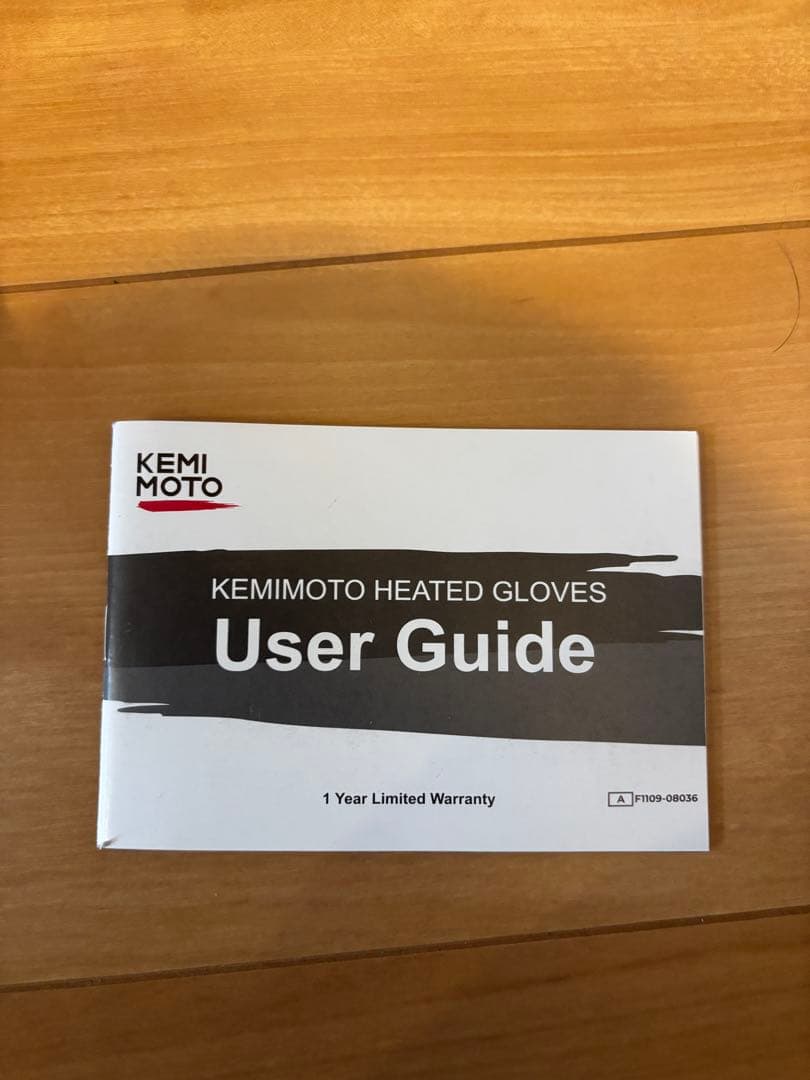 KEMI
MOTO
KEMIMOTO HEATED GLOVES
User Guide
1 Year Limited Warranty
A F1109-08036